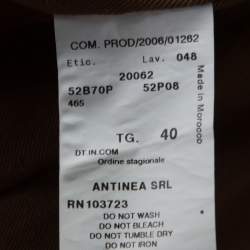 COM. PROD/2006/01262
Etic. Lav. 048
20062
52B70P 52P08
465
Made in Morocco
TG. 40
DT IN.COM
Ordine stagionale
ANTINEA SRL
RN103723
DO NOT WASH
DO NOT BLEACH
DO NOT TUMBLE DRY
DO NOT IRON